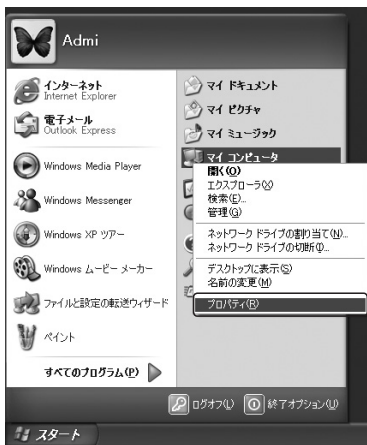 Admi
インターネット
Internet Explorer
電子メール
Outlook Express
Windows Media Player
Windows Messenger
Windows XP ツアー
Windows ムービー メーカー
ファイルと設定の転送ウィザード
ペイント
すべてのプログラム(P)
マイ ドキュメント
マイ ピクチャ
マイ ミュージック
マイ コンピュータ
開く(O)
エクスプローラ(X)
検索(E)...
管理(G)
ネットワーク ドライブの割り当て(N)...
ネットワーク ドライブの切断(I)...
デスクトップに表示(S)
名前の変更(M)
プロパティ(R)
ログオフ(L)
終了オプション(U)
スタート